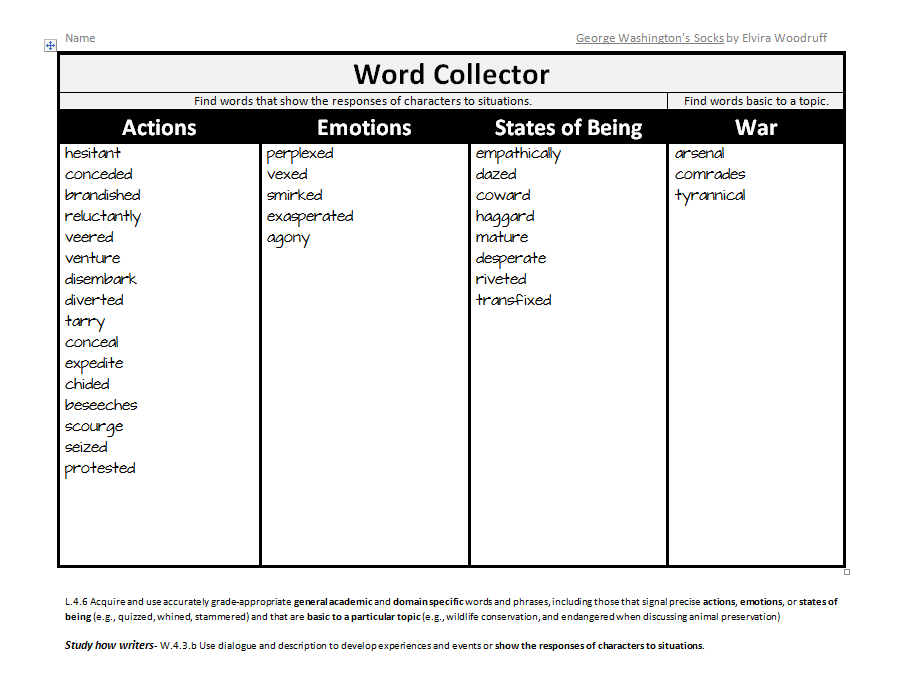 Name
George Washington's Socks by Elvira Woodruff
Word Collector
Find words that show the responses of characters to situations.
Find words basic to a topic.
Actions
Emotions
States of Being
War
hesitant
conceded
brandished
reluctantly
veered
venture
disembark
diverted
tarry
conceal
expedite
chided
beseeches
scourge
seized
protested
perplexed
vexed
smirked
exasperated
agony
empathically
dazed
coward
haggard
mature
desperate
riveted
transfixed
arsenal
comrades
tyrannical
L.4.6 Acquire and use accurately grade-appropriate general academic and domain specific words and phrases, including those that signal precise actions, emotions, or states of
being (e.g., quizzed, whined, stammered) and that are basic to a particular topic (e.g., wildlife conservation, and endangered when discussing animal preservation)
Study how writers- W.4.3.b Use dialogue and description to develop experiences and events or show the responses of characters to situations.